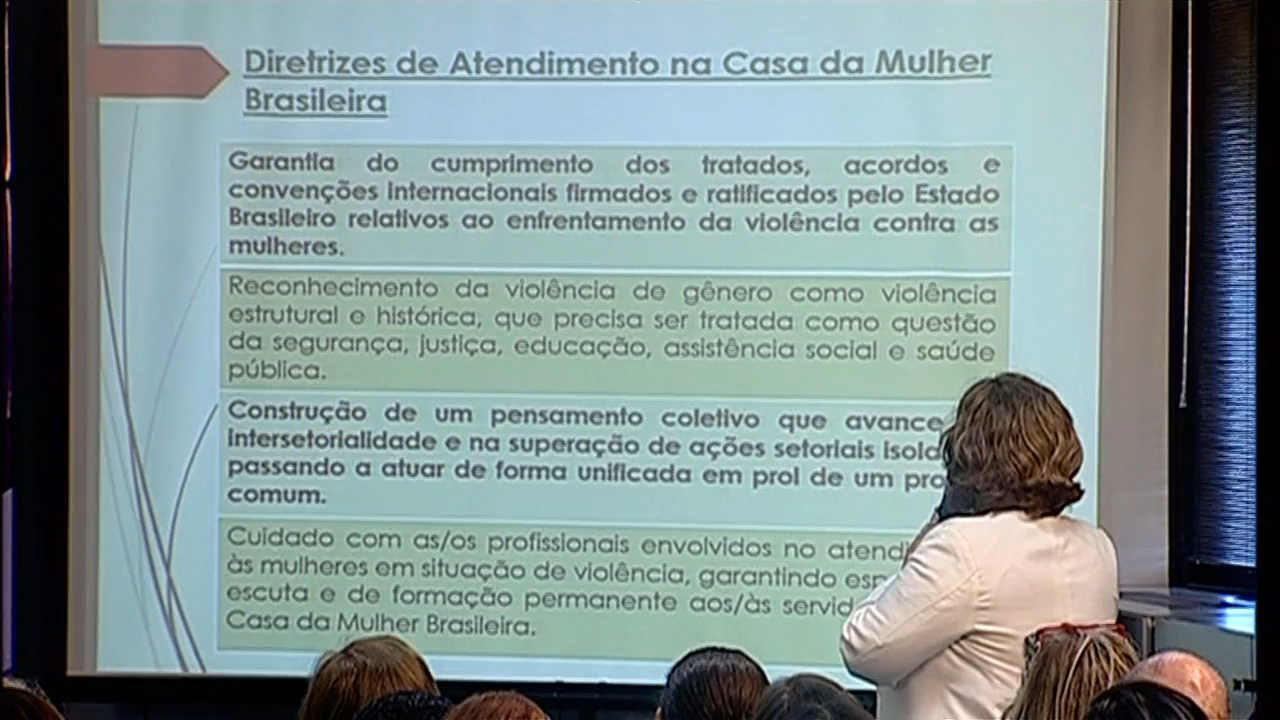 Diretrizes de Atendimento na Casa da Mulher
Brasileira
Garantia do cumprimento dos tratados, acordos e
convenções internacionais firmados e ratificados pelo Estado
Brasileiro relativos ao enfrentamento da violência contra as
mulheres.
Reconhecimento da violência de gênero como violência
estrutural e histórica, que precisa ser tratada como questão
da segurança, justiça, educação, assistência social e saúde
pública.
Construção de um pensamento coletivo que avance
intersetorialidade e na superação de ações setoriais
passando a atuar de forma unificada em prol de um
comum.
Cuidado com as/os profissionais envolvidos no
às mulheres em situação de violência, garantindo
escuta e de formação permanente aos/às
Casa da Mulher Brasileira.